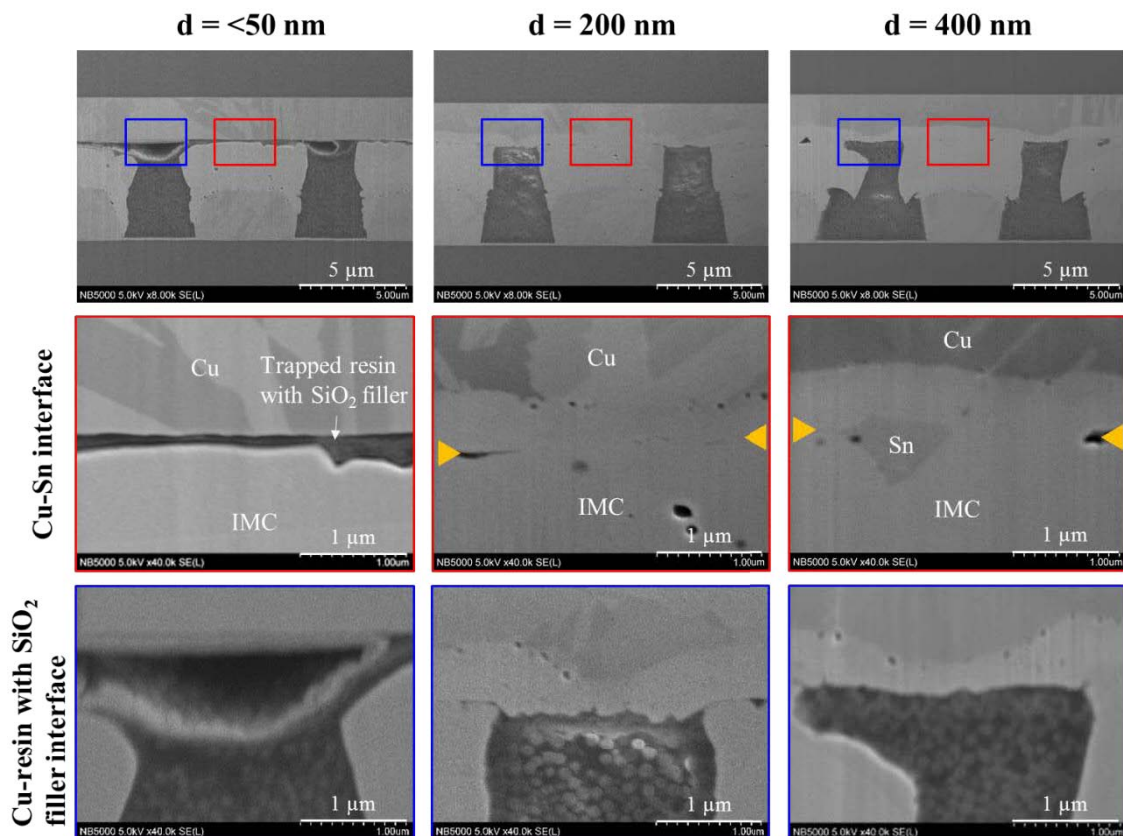 d = <50 nm
d = 200 nm
d = 400 nm
5 µm
NB5000 5.0kV x8.00k SE(L)
5.00um
5 µm
NB5000 5.0kV x8.00k SE(L)
5.00um
5 µm
NB5000 5.0kV x8.00k SE(L)
5.00um
Cu-Sn interface
Cu
Trapped resin
with SiO₂ filler
IMC
1 µm
NB5000 5.0kV x40.0k SE(L)
1.00um
Cu
IMC
1 µm
NB5000 5.0kV x40.0k SE(L)
1.00um
Cu
Sn
IMC
1 µm
NB5000 5.0kV x40.0k SE(L)
1.00um
Cu-resin with SiO₂
filler interface
1 µm
NB5000 5.0kV x40.0k SE(L)
1.00um
1 µm
NB5000 5.0kV x40.0k SE(L)
1.00um
1 µm
NB5000 5.0kV x40.0k SE(L)
1.00um